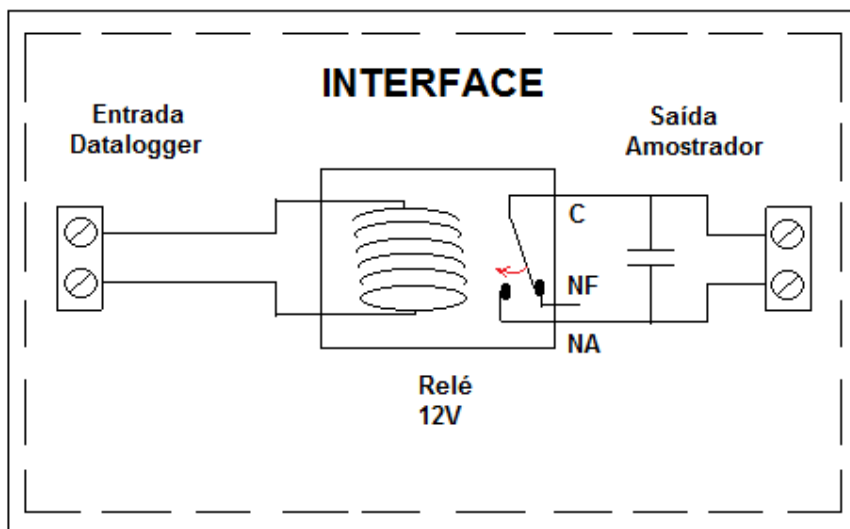 INTERFACE
Entrada
Datalogger
Saída
Amostrador
C
NF
NA
Relé
12V